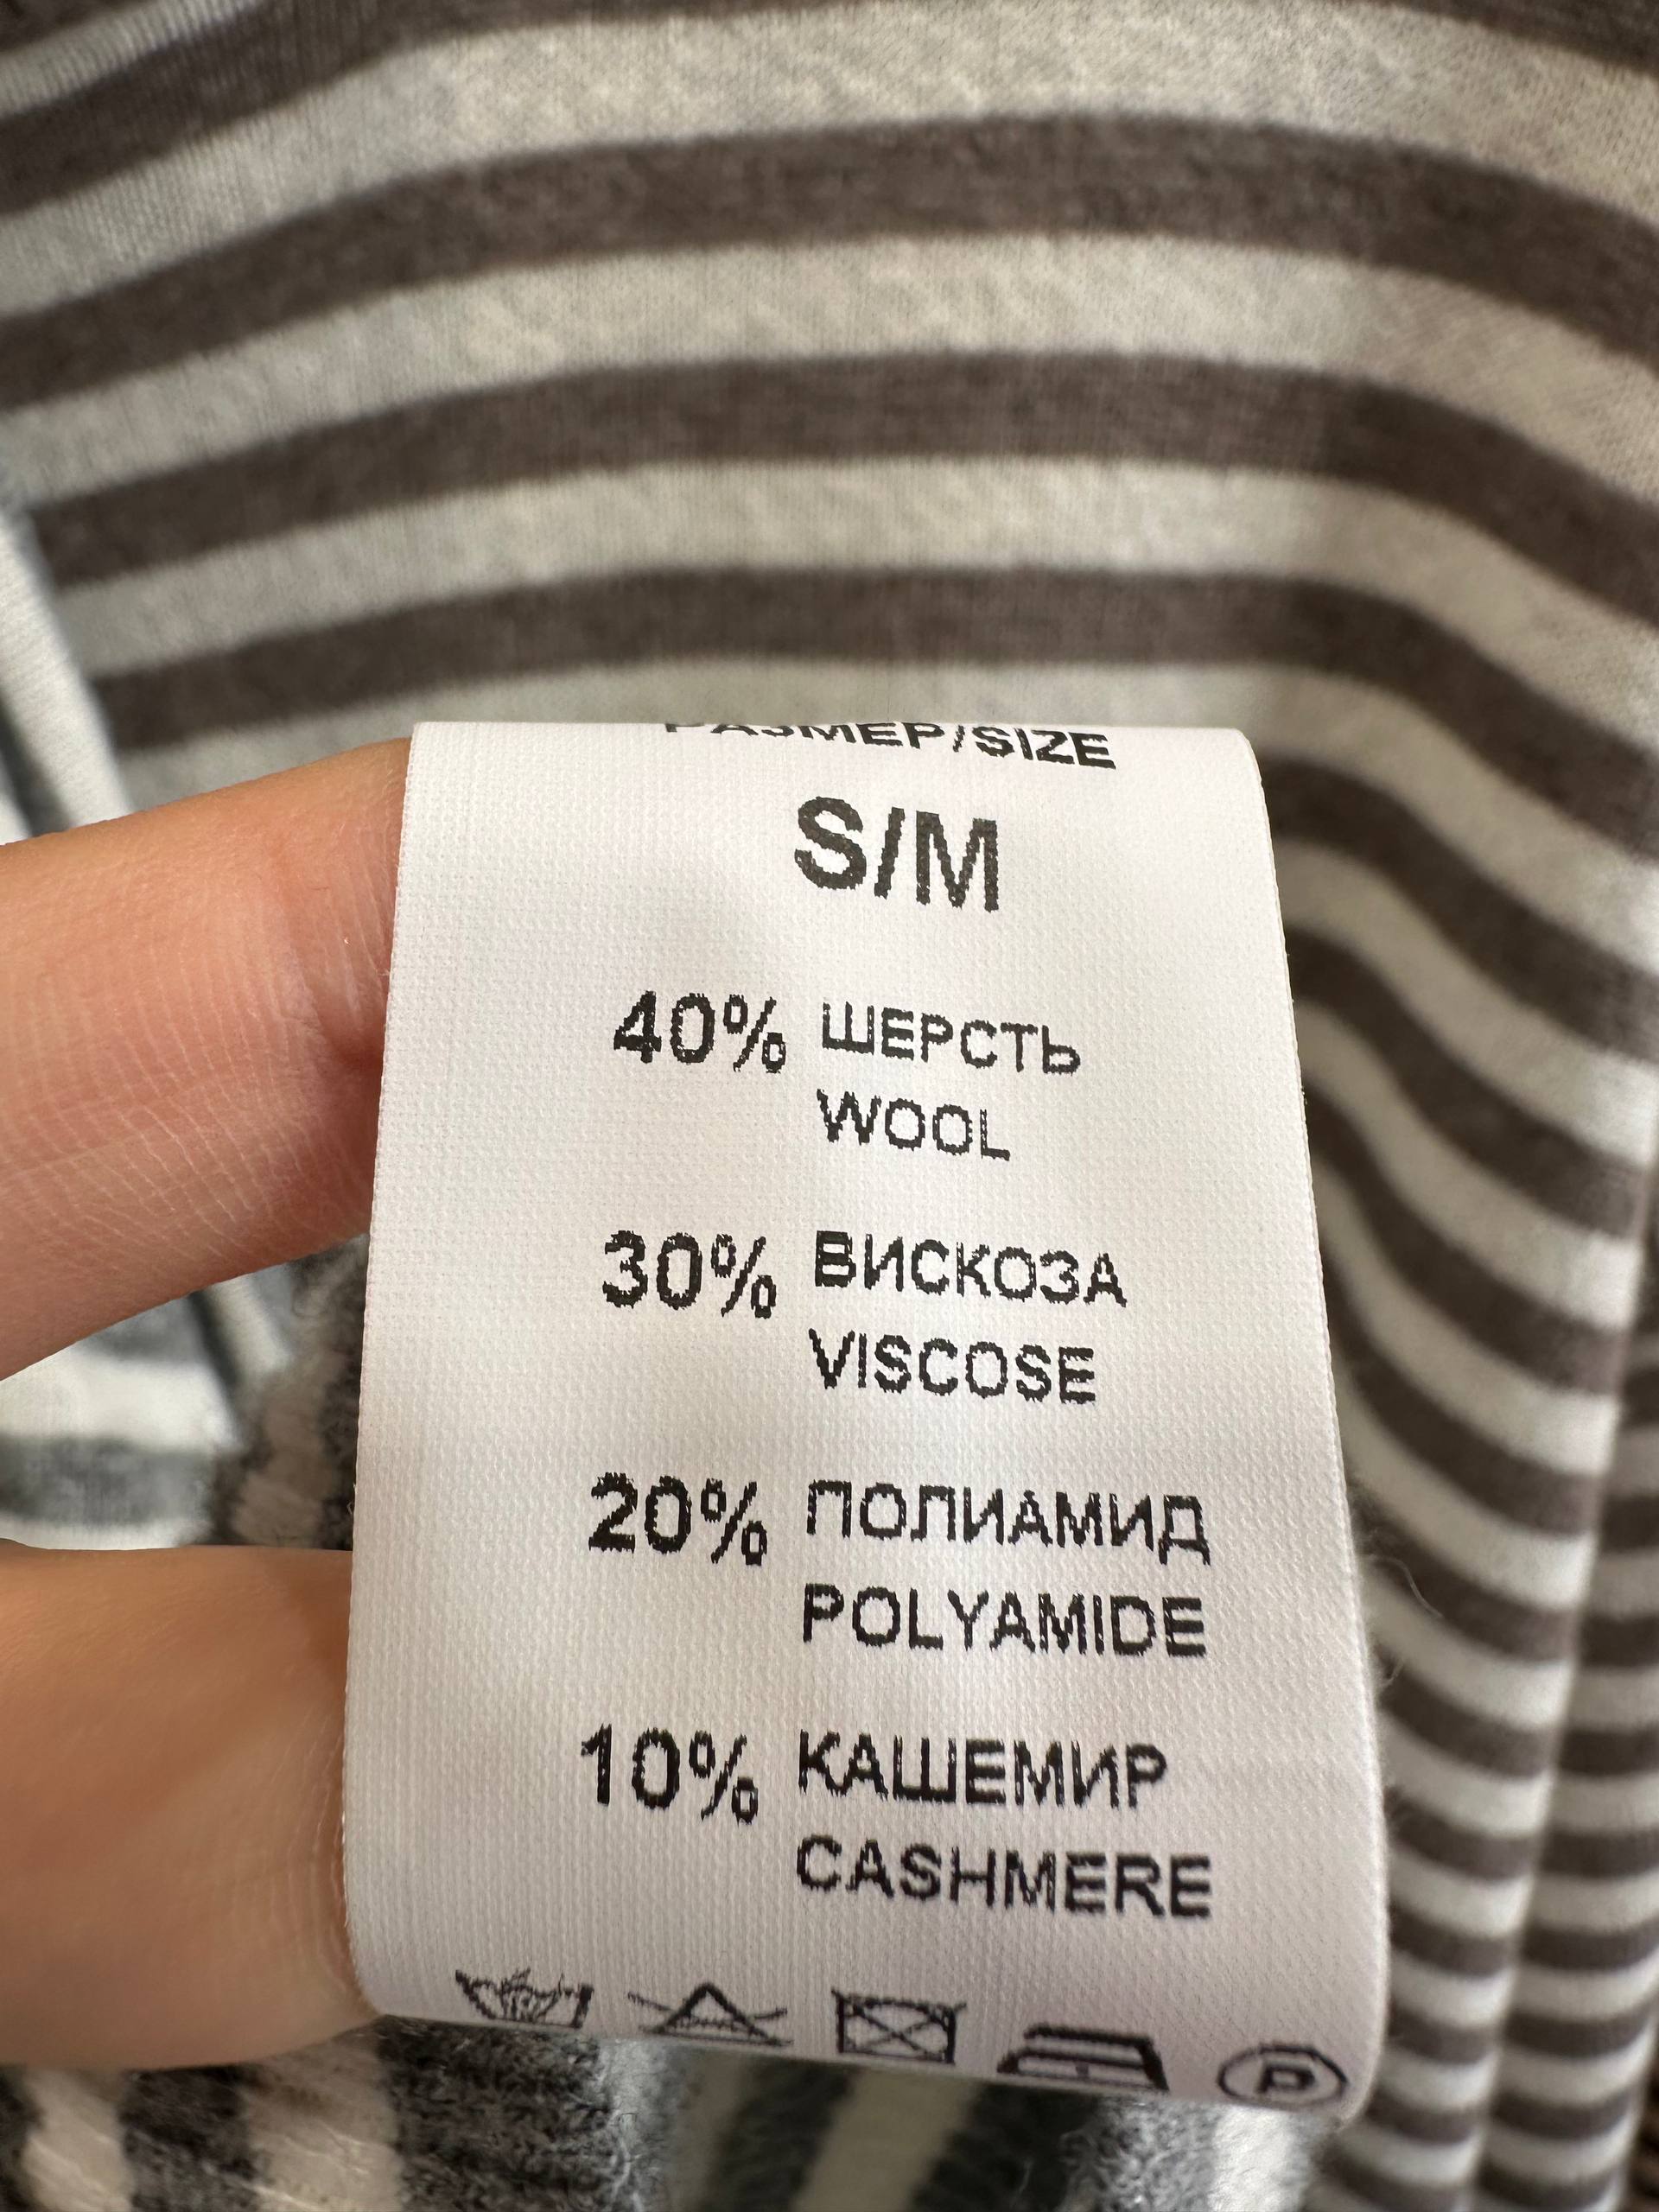 РАЗМЕР/SIZE
S/M
40% ШЕРСТЬ
WOOL
30% ВИСКОЗА
VISCOSE
20% ПОЛИАМИД
POLYAMIDE
10% КАШЕМИР
CASHMERE
P